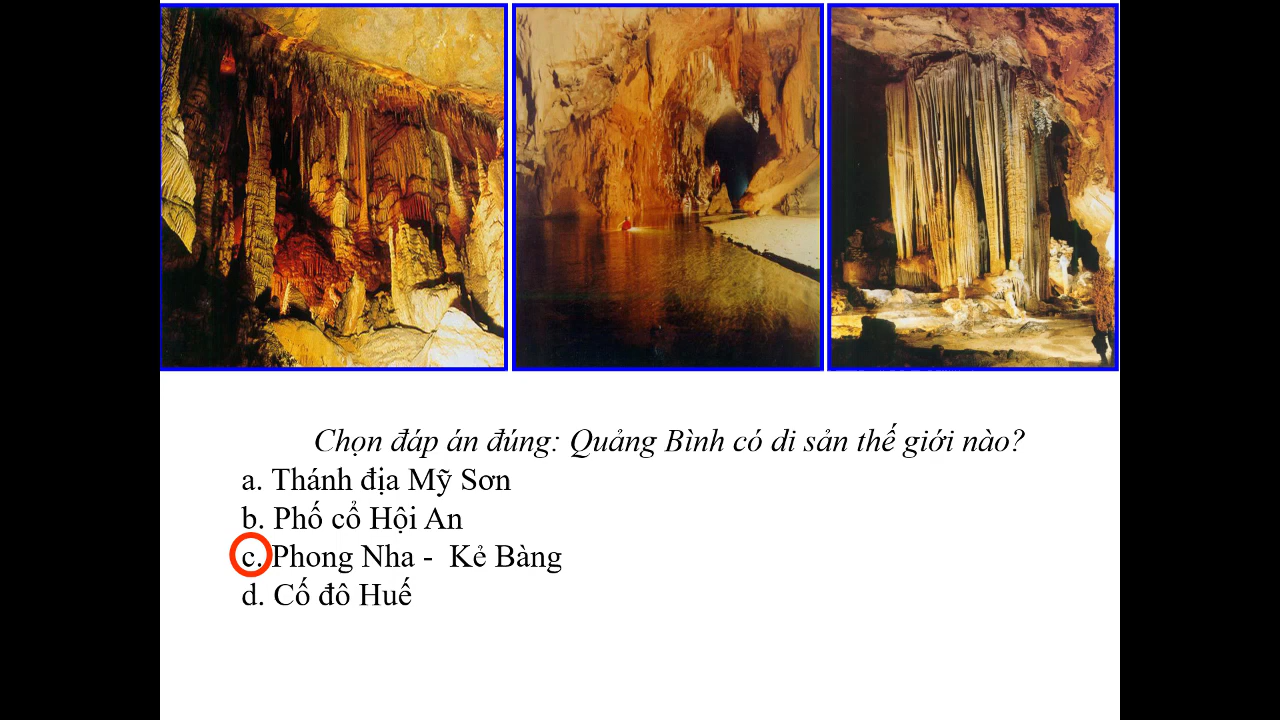 Chọn đáp án đúng: Quảng Bình có di sản thế giới nào?
a. Thánh địa Mỹ Sơn
b. Phố cổ Hội An
c. Phong Nha -  Kẻ Bàng
d. Cố đô Huế